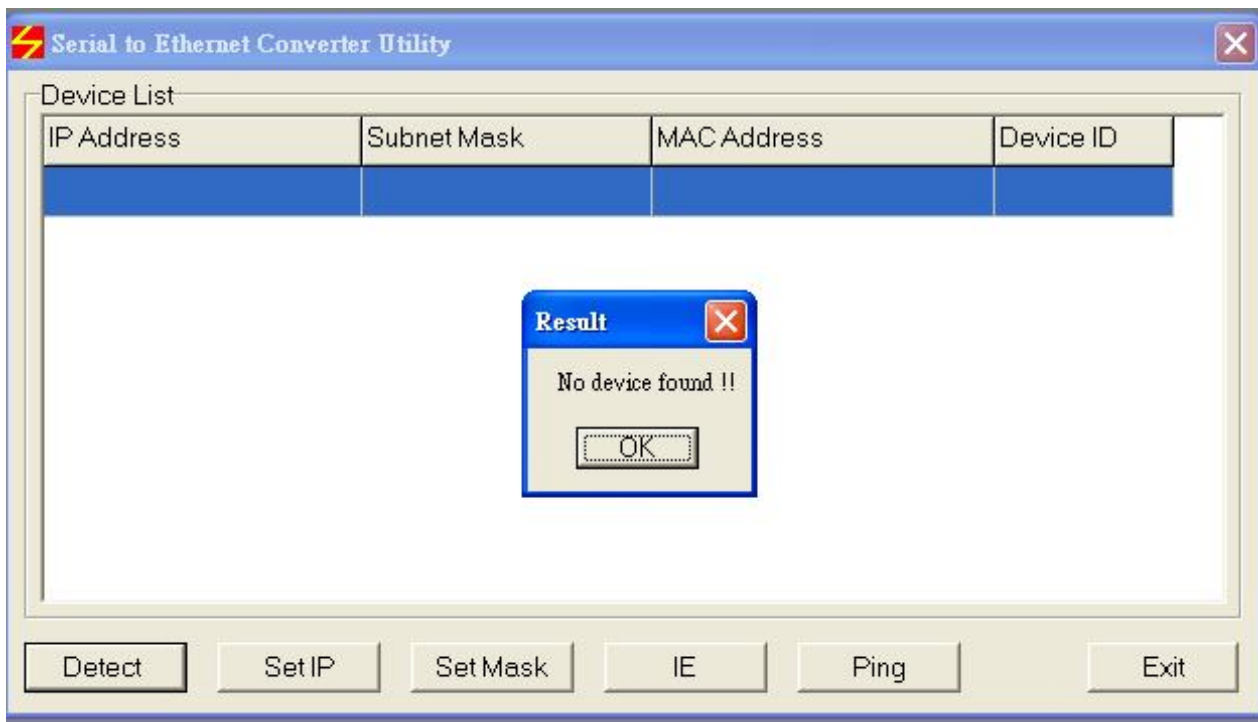 Serial to Ethernet Converter Utility
Device List
IP Address Subnet Mask MAC Address Device ID
Result
No device found !!
OK
Detect Set IP Set Mask IE Ping Exit